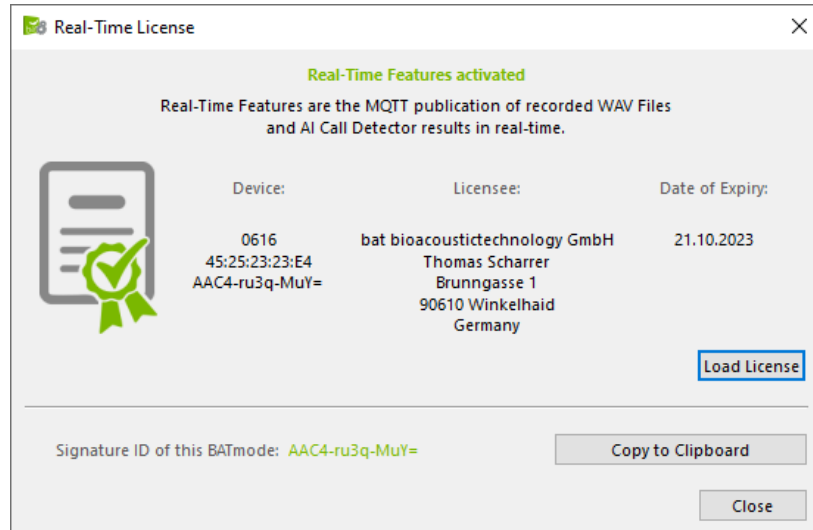 Real-Time License
Real-Time Features activated
Real-Time Features are the MQTT publication of recorded WAV Files
and AI Call Detector results in real-time.
Device: Licensee: Date of Expiry:
0616 bat bioacoustictechnology GmbH 21.10.2023
45:25:23:23:E4 Thomas Scharrer
AAC4-ru3q-MuY= Brunngasse 1
90610 Winkelhaid
Germany
Load License
Signature ID of this BATmode: AAC4-ru3q-MuY= Copy to Clipboard
Close